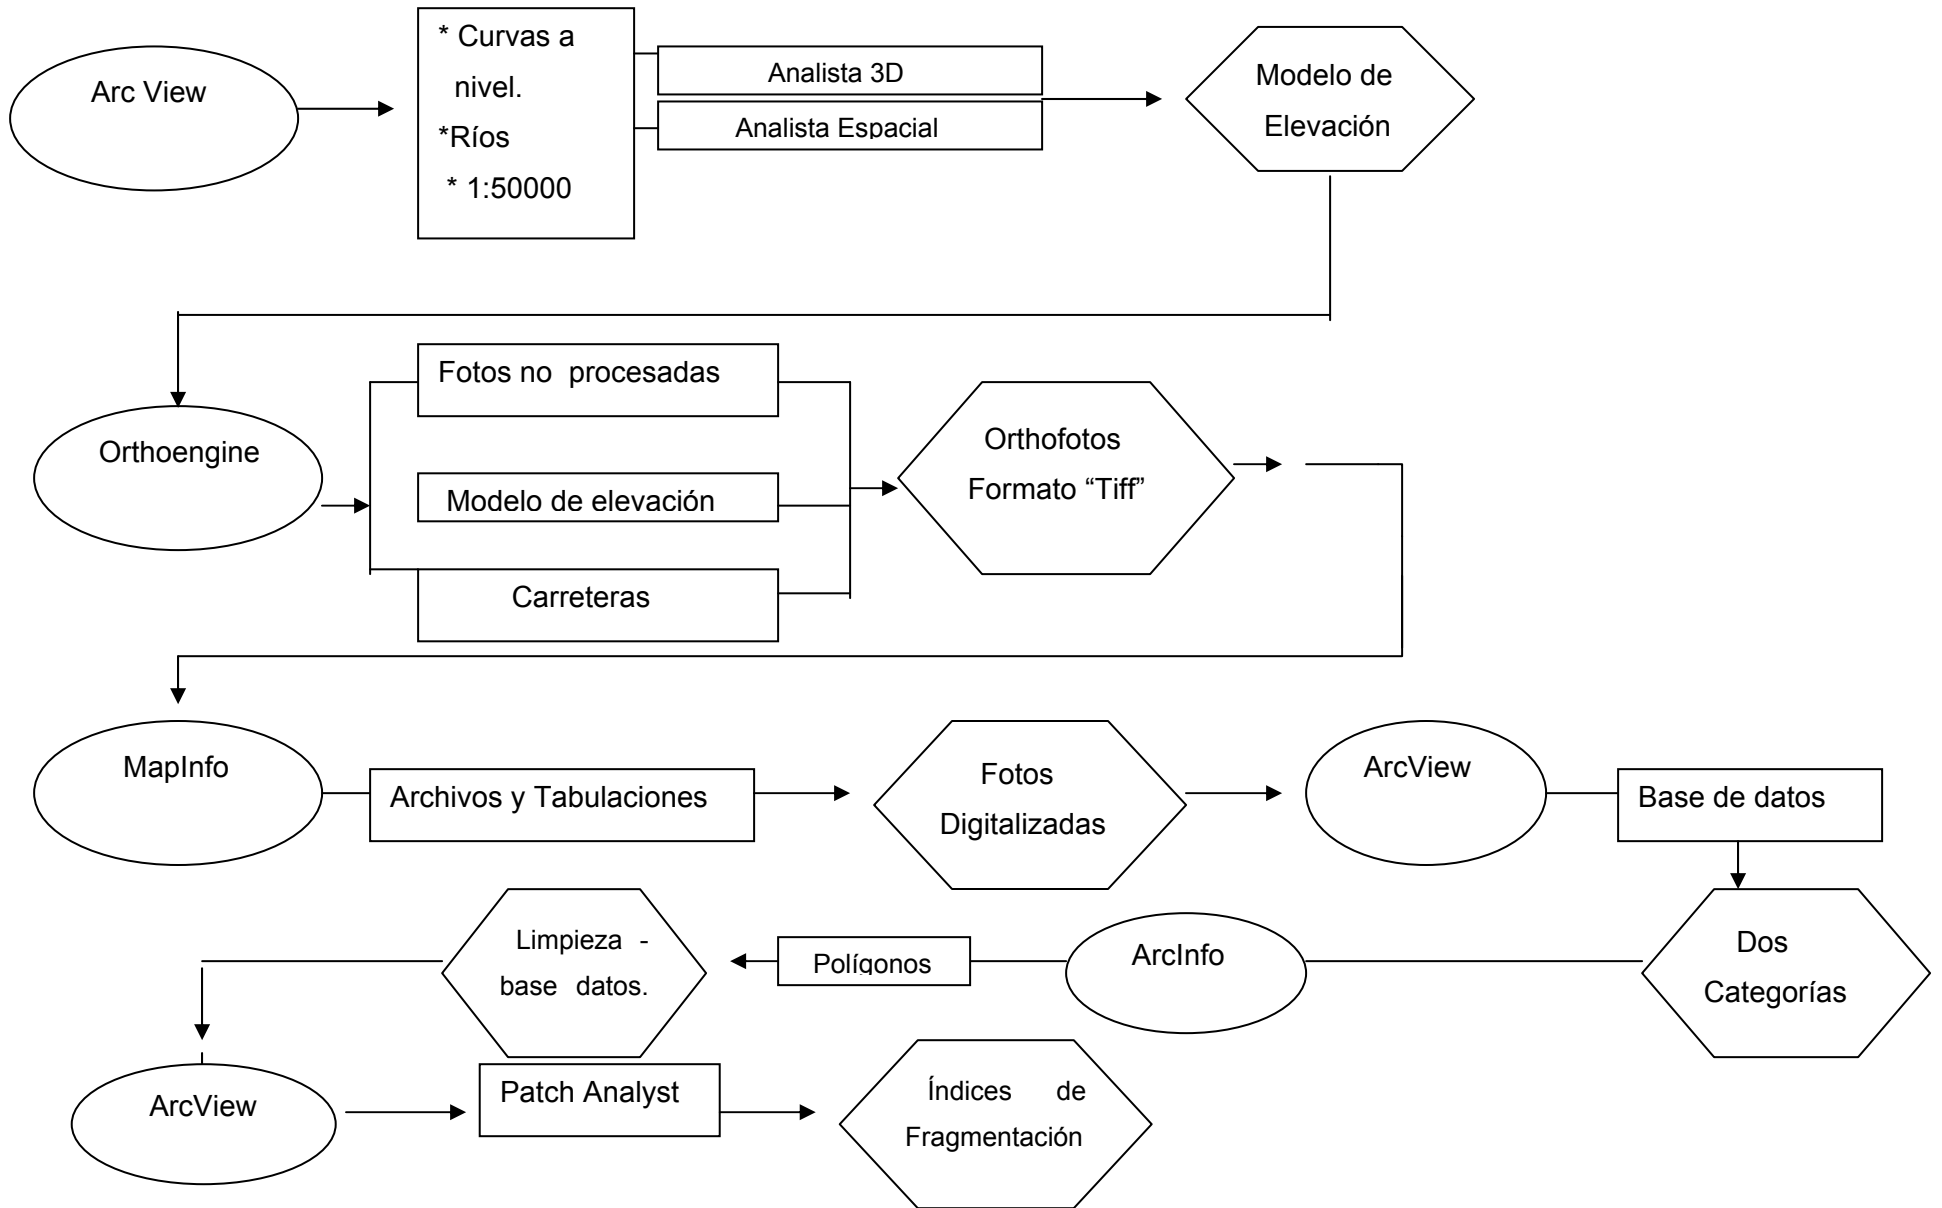 Arc View
* Curvas a
nivel.
*Ríos
* 1:50000
Analista 3D
Analista Espacial
Modelo de
Elevación
Orthoengine
Fotos no procesadas
Modelo de elevación
Carreteras
Orthofotos
Formato “Tiff”
MapInfo
Archivos y Tabulaciones
Fotos
Digitalizadas
ArcView
Base de datos
Dos
Categorías
ArcInfo
Polígonos
Limpieza -
base datos.
ArcView
Patch Analyst
Índices de
Fragmentación